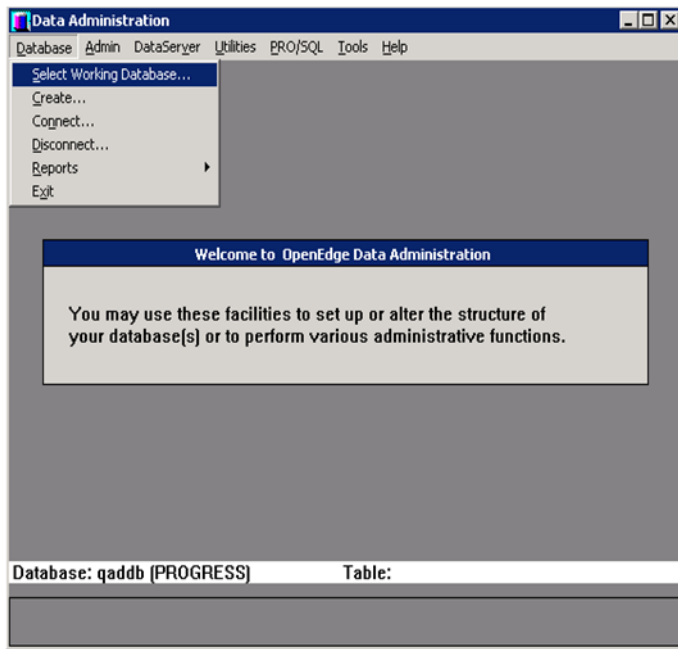 Data Administration
Database Admin DataServer Utilities PRO/SQL Tools Help
Select Working Database...
Create...
Connect...
Disconnect...
Reports
Exit
Welcome to OpenEdge Data Administration
You may use these facilities to set up or alter the structure of
your database(s) or to perform various administrative functions.
Database: qaddb (PROGRESS) Table: